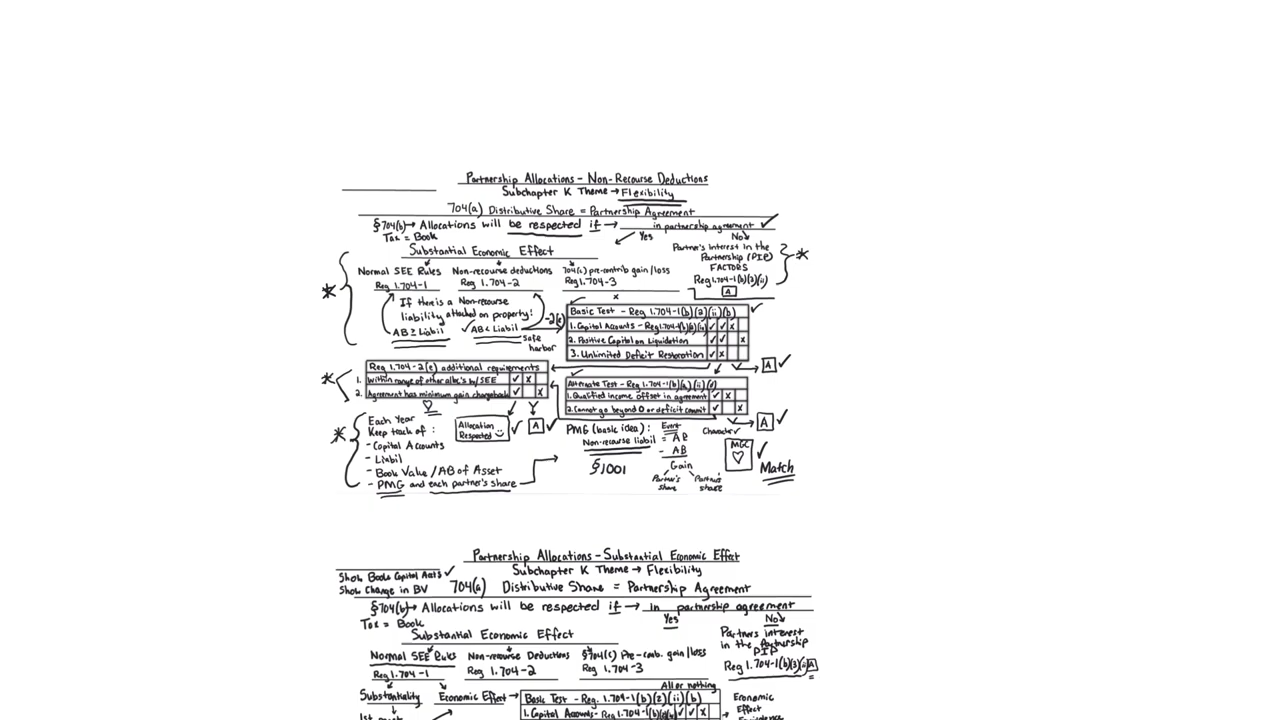 Partnership Allocations - Non-Recourse Deductions
Subchapter K Theme → Flexibility
704(a) Distributive Share = Partnership Agreement
§704(b) → Allocations will be respected if → in partnership agreement ✓
Tax = Book
Yes
No
Substantial Economic Effect
Partner's Interest in the
Partnership (PIP)
FACTORS
Reg 1.704-1(b)(3)(ii)
A
Normal SEE Rules
Reg 1.704-1
Non-recourse deductions
Reg 1.704-2
704(c) pre-contrib gain/loss
Reg 1.704-3
If there is a Non-recourse
liability attached on property:
AB ≥ Liabil
✓ AB < Liabil
-2(e)
safe
harbor
Basic Test - Reg 1.704-1(b)(2)(ii)(b)
1. Capital Accounts - Reg 1.704-1(b)(2)(iv) ✓ ✓ x
2. Positive Capital on Liquidation ✓ ✓ x
3. Unlimited Deficit Restoration ✓ x
A ✓
Reg 1.704-2(e) additional requirements
1. Within range of other alloc's w/SEE ✓ x
2. Agreement has minimum gain chargeback ✓ x
Alternate Test - Reg 1.704-1(b)(2)(ii)(d)
1. Qualified income offset in agreement ✓ x
2. Cannot go beyond 0 or deficit commit ✓ x
A ✓
Allocation
Respected ☺ ✓
A ✓
Each Year
Keep track of:
- Capital Accounts
- Liabil
- Book Value/AB of Asset
- PMG and each partner's share
PMG (basic idea):
Event
Non-recourse liabil = AR
- AB
Gain
§1001
Partner's
share
Partner's
share
Character
MGC
♡
✓
Match
Partnership Allocations - Substantial Economic Effect
Subchapter K Theme → Flexibility
Show Books Capital Accts ✓
Show Change in BV
704(a) Distributive Share = Partnership Agreement
§704(b) → Allocations will be respected if → in partnership agreement
Tax = Book
Yes
No
Substantial Economic Effect
Partners interest
in the Partnership
PIP
Reg 1.704-1(b)(3)(ii) A
Normal SEE Rules
Reg 1.704-1
Non-recourse Deductions
Reg 1.704-2
§704(c) Pre-contrb. gain/loss
Reg 1.704-3
All or nothing
Substantiality
Economic Effect →
Basic Test - Reg. 1.704-1(b)(2)(ii)(b)
1. Capital Accounts - Reg 1.704-1(b)(2)(iv) ✓ ✓ x
Economic
Effect